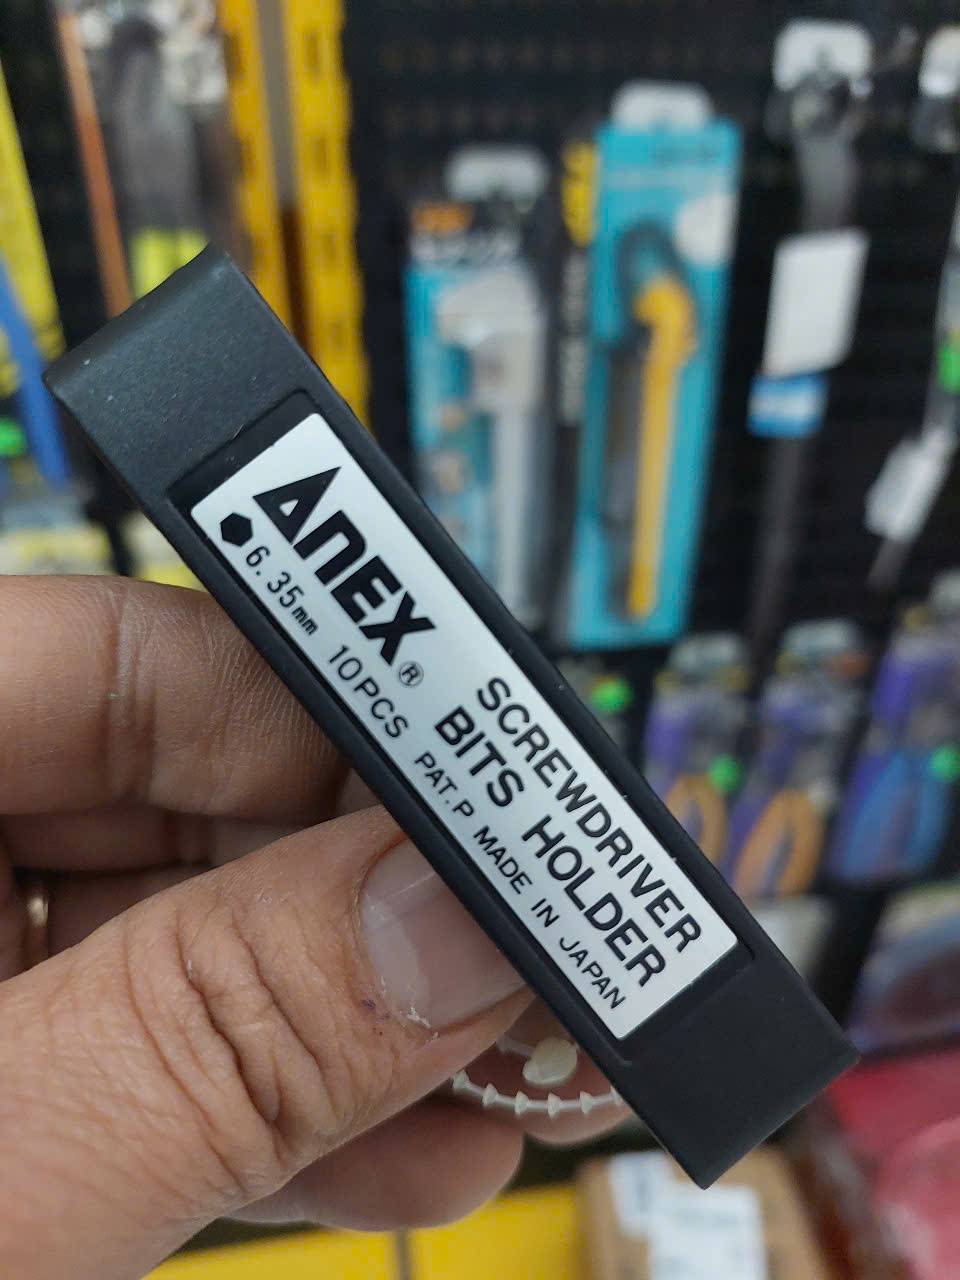 ANEX® SCREWDRIVER
BITS HOLDER
6.35mm 10PCS PAT.P MADE IN JAPAN